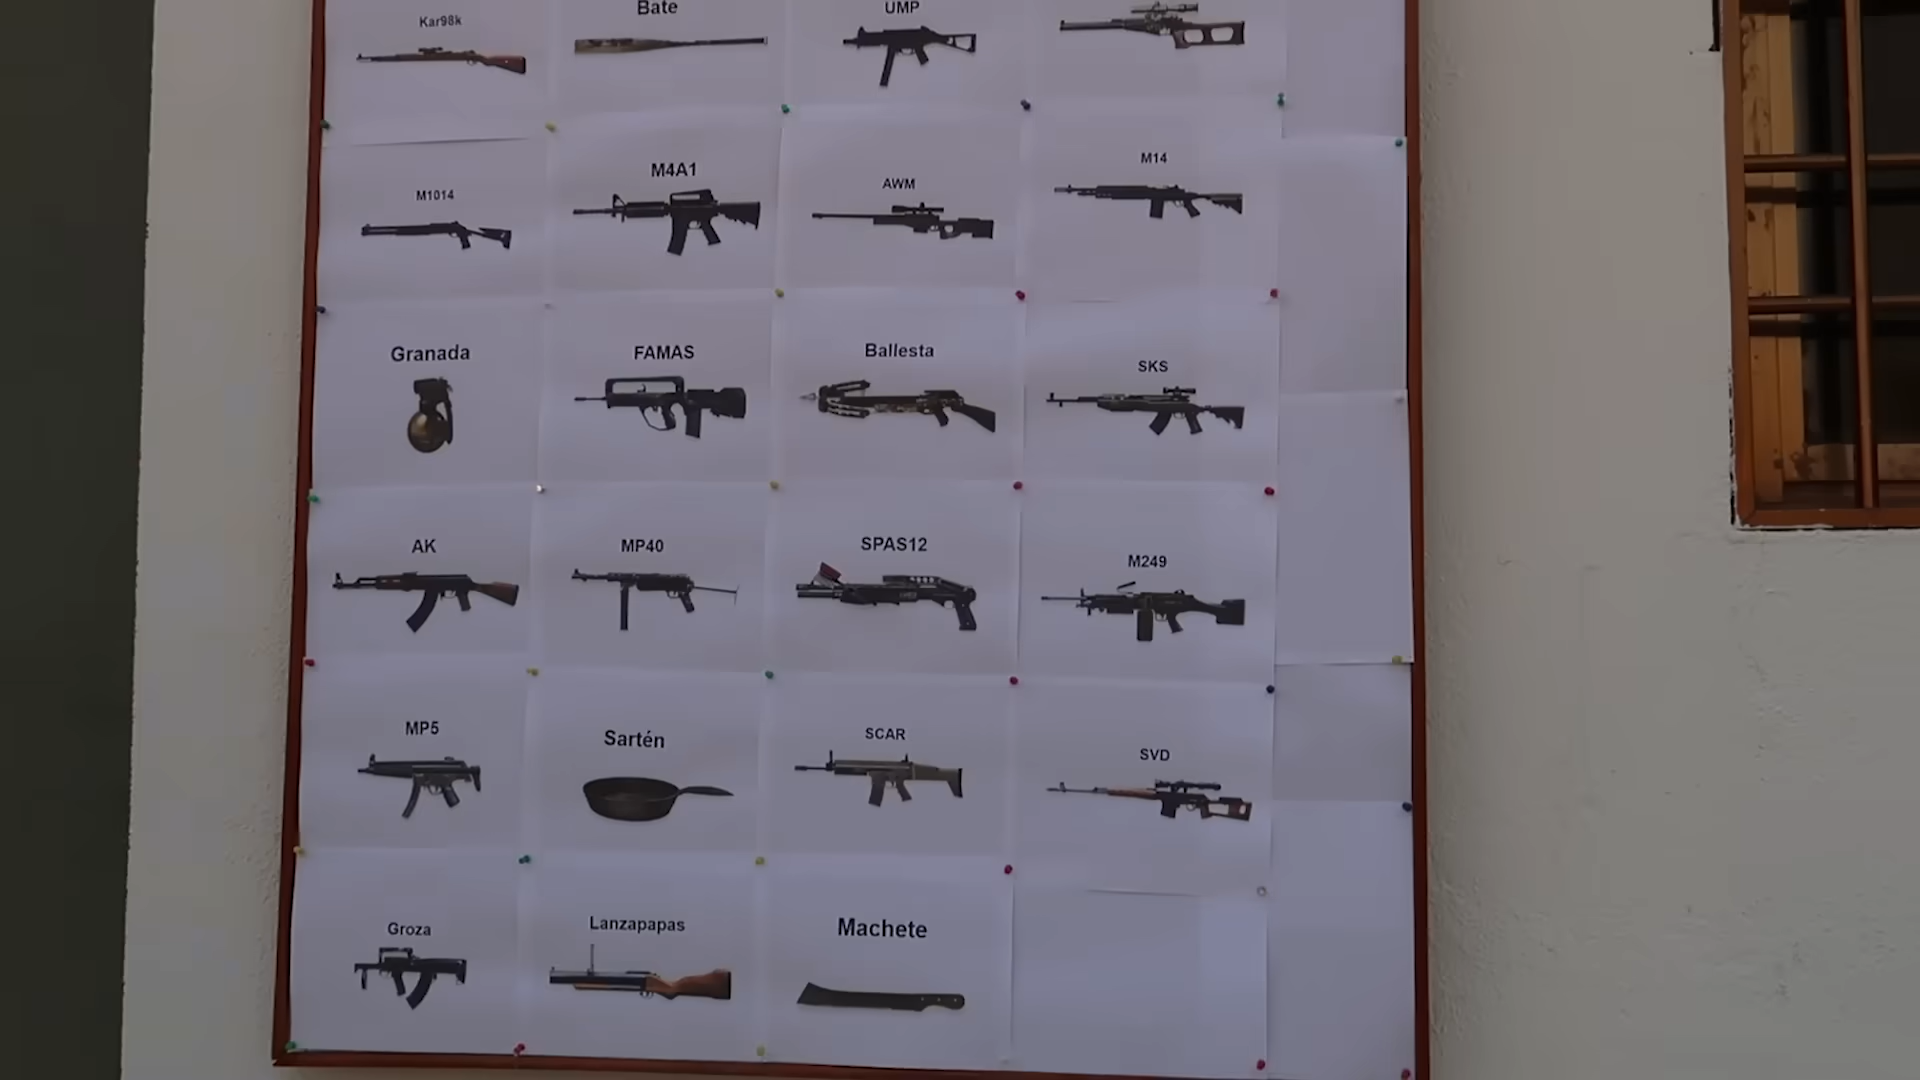 Kar98k
Bate
UMP
M1014
M4A1
AWM
M14
Granada
FAMAS
Ballesta
SKS
AK
MP40
SPAS12
M249
MP5
Sartén
SCAR
SVD
Groza
Lanzapapas
Machete